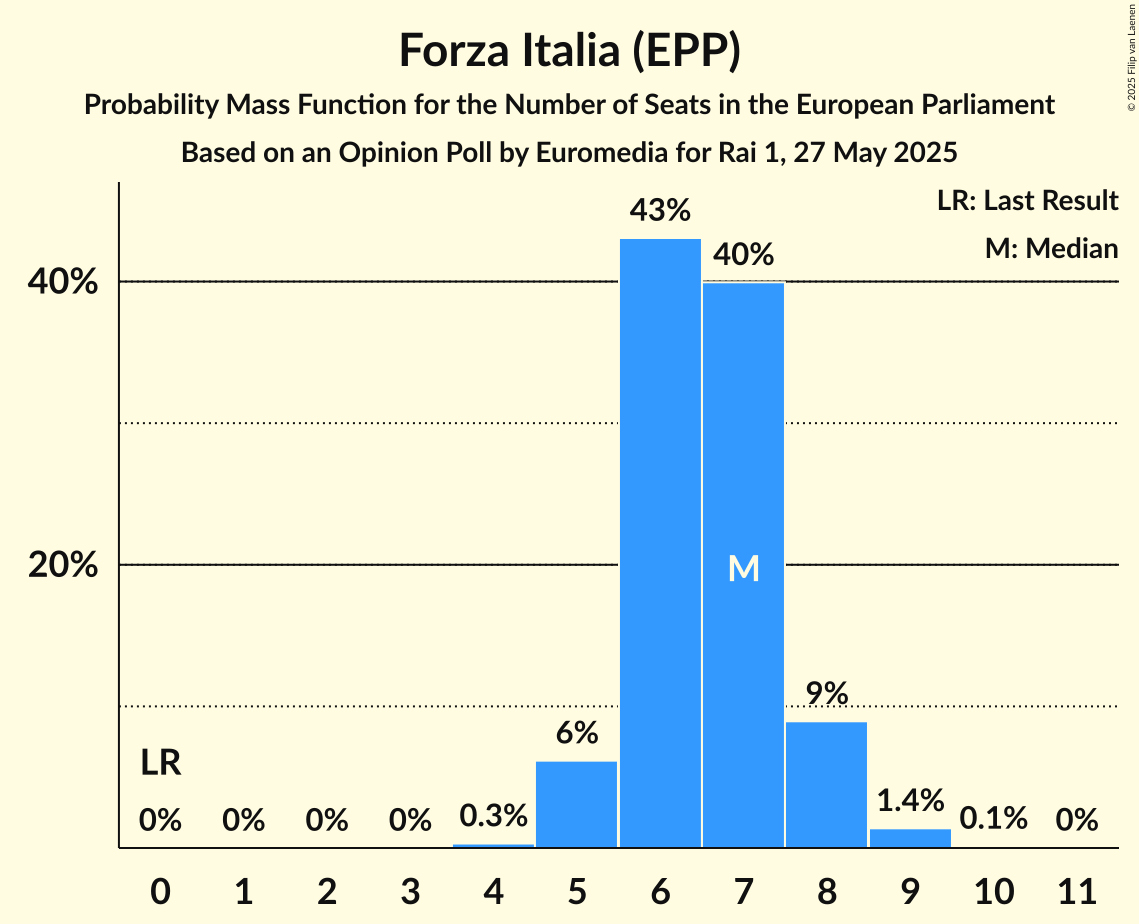 Forza Italia (EPP)
Probability Mass Function for the Number of Seats in the European Parliament
Based on an Opinion Poll by Euromedia for Rai 1, 27 May 2025
© 2025 Filip van Laenen
LR: Last Result
M: Median
43%
40%
40%
20%
M
9%
6%
LR
0%
0%
0%
0%
0.3%
1.4%
0.1%
0%
0 1 2 3 4 5 6 7 8 9 10 11